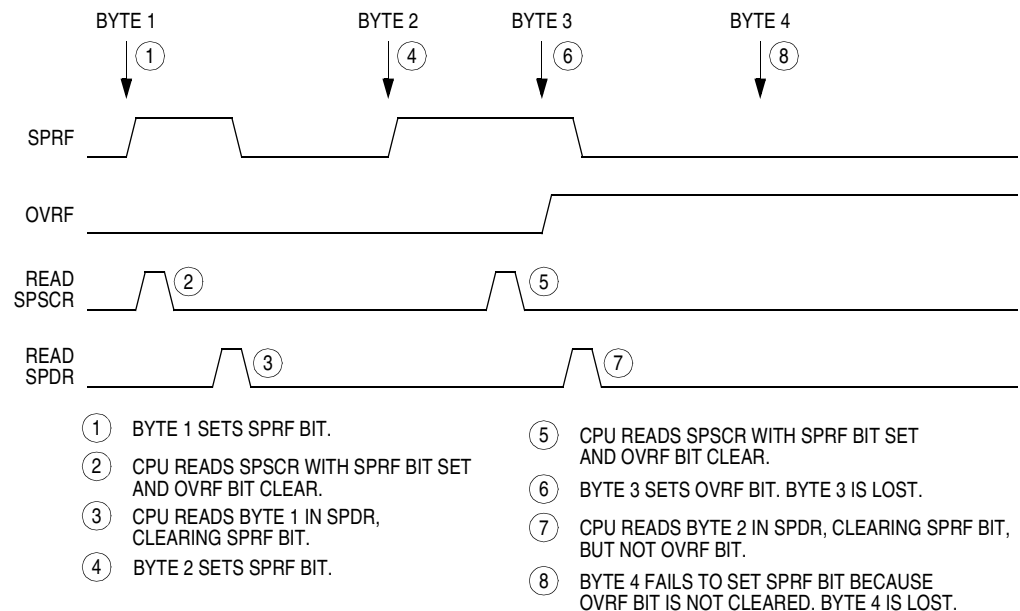 BYTE 1 BYTE 2 BYTE 3 BYTE 4
1 4 6 8
SPRF
OVRF
READ
SPSCR
2 5
READ
SPDR
3 7
1 BYTE 1 SETS SPRF BIT.
2 CPU READS SPSCR WITH SPRF BIT SET
AND OVRF BIT CLEAR.
3 CPU READS BYTE 1 IN SPDR,
CLEARING SPRF BIT.
4 BYTE 2 SETS SPRF BIT.
5 CPU READS SPSCR WITH SPRF BIT SET
AND OVRF BIT CLEAR.
6 BYTE 3 SETS OVRF BIT. BYTE 3 IS LOST.
7 CPU READS BYTE 2 IN SPDR, CLEARING SPRF BIT,
BUT NOT OVRF BIT.
8 BYTE 4 FAILS TO SET SPRF BIT BECAUSE
OVRF BIT IS NOT CLEARED. BYTE 4 IS LOST.